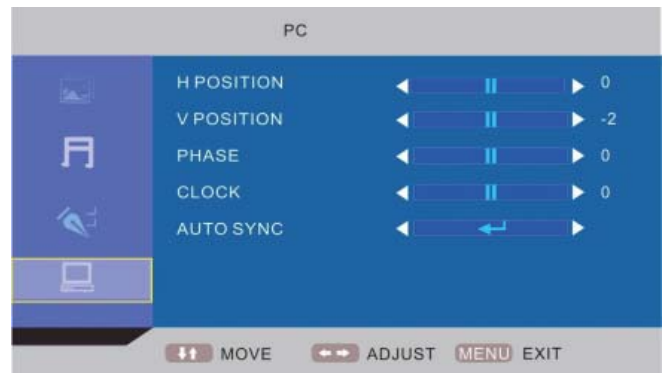 PC
H POSITION 0
V POSITION -2
PHASE 0
CLOCK 0
AUTO SYNC
MOVE ADJUST MENU EXIT